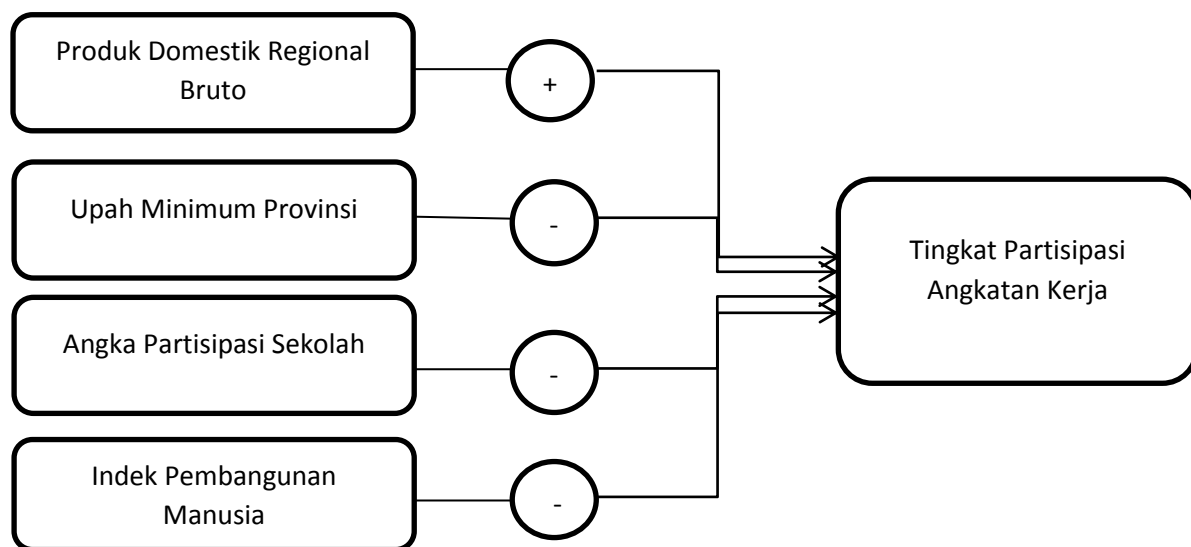 Produk Domestik Regional
Bruto
+
Upah Minimum Provinsi
-
Angka Partisipasi Sekolah
-
Indek Pembangunan
Manusia
-
Tingkat Partisipasi
Angkatan Kerja